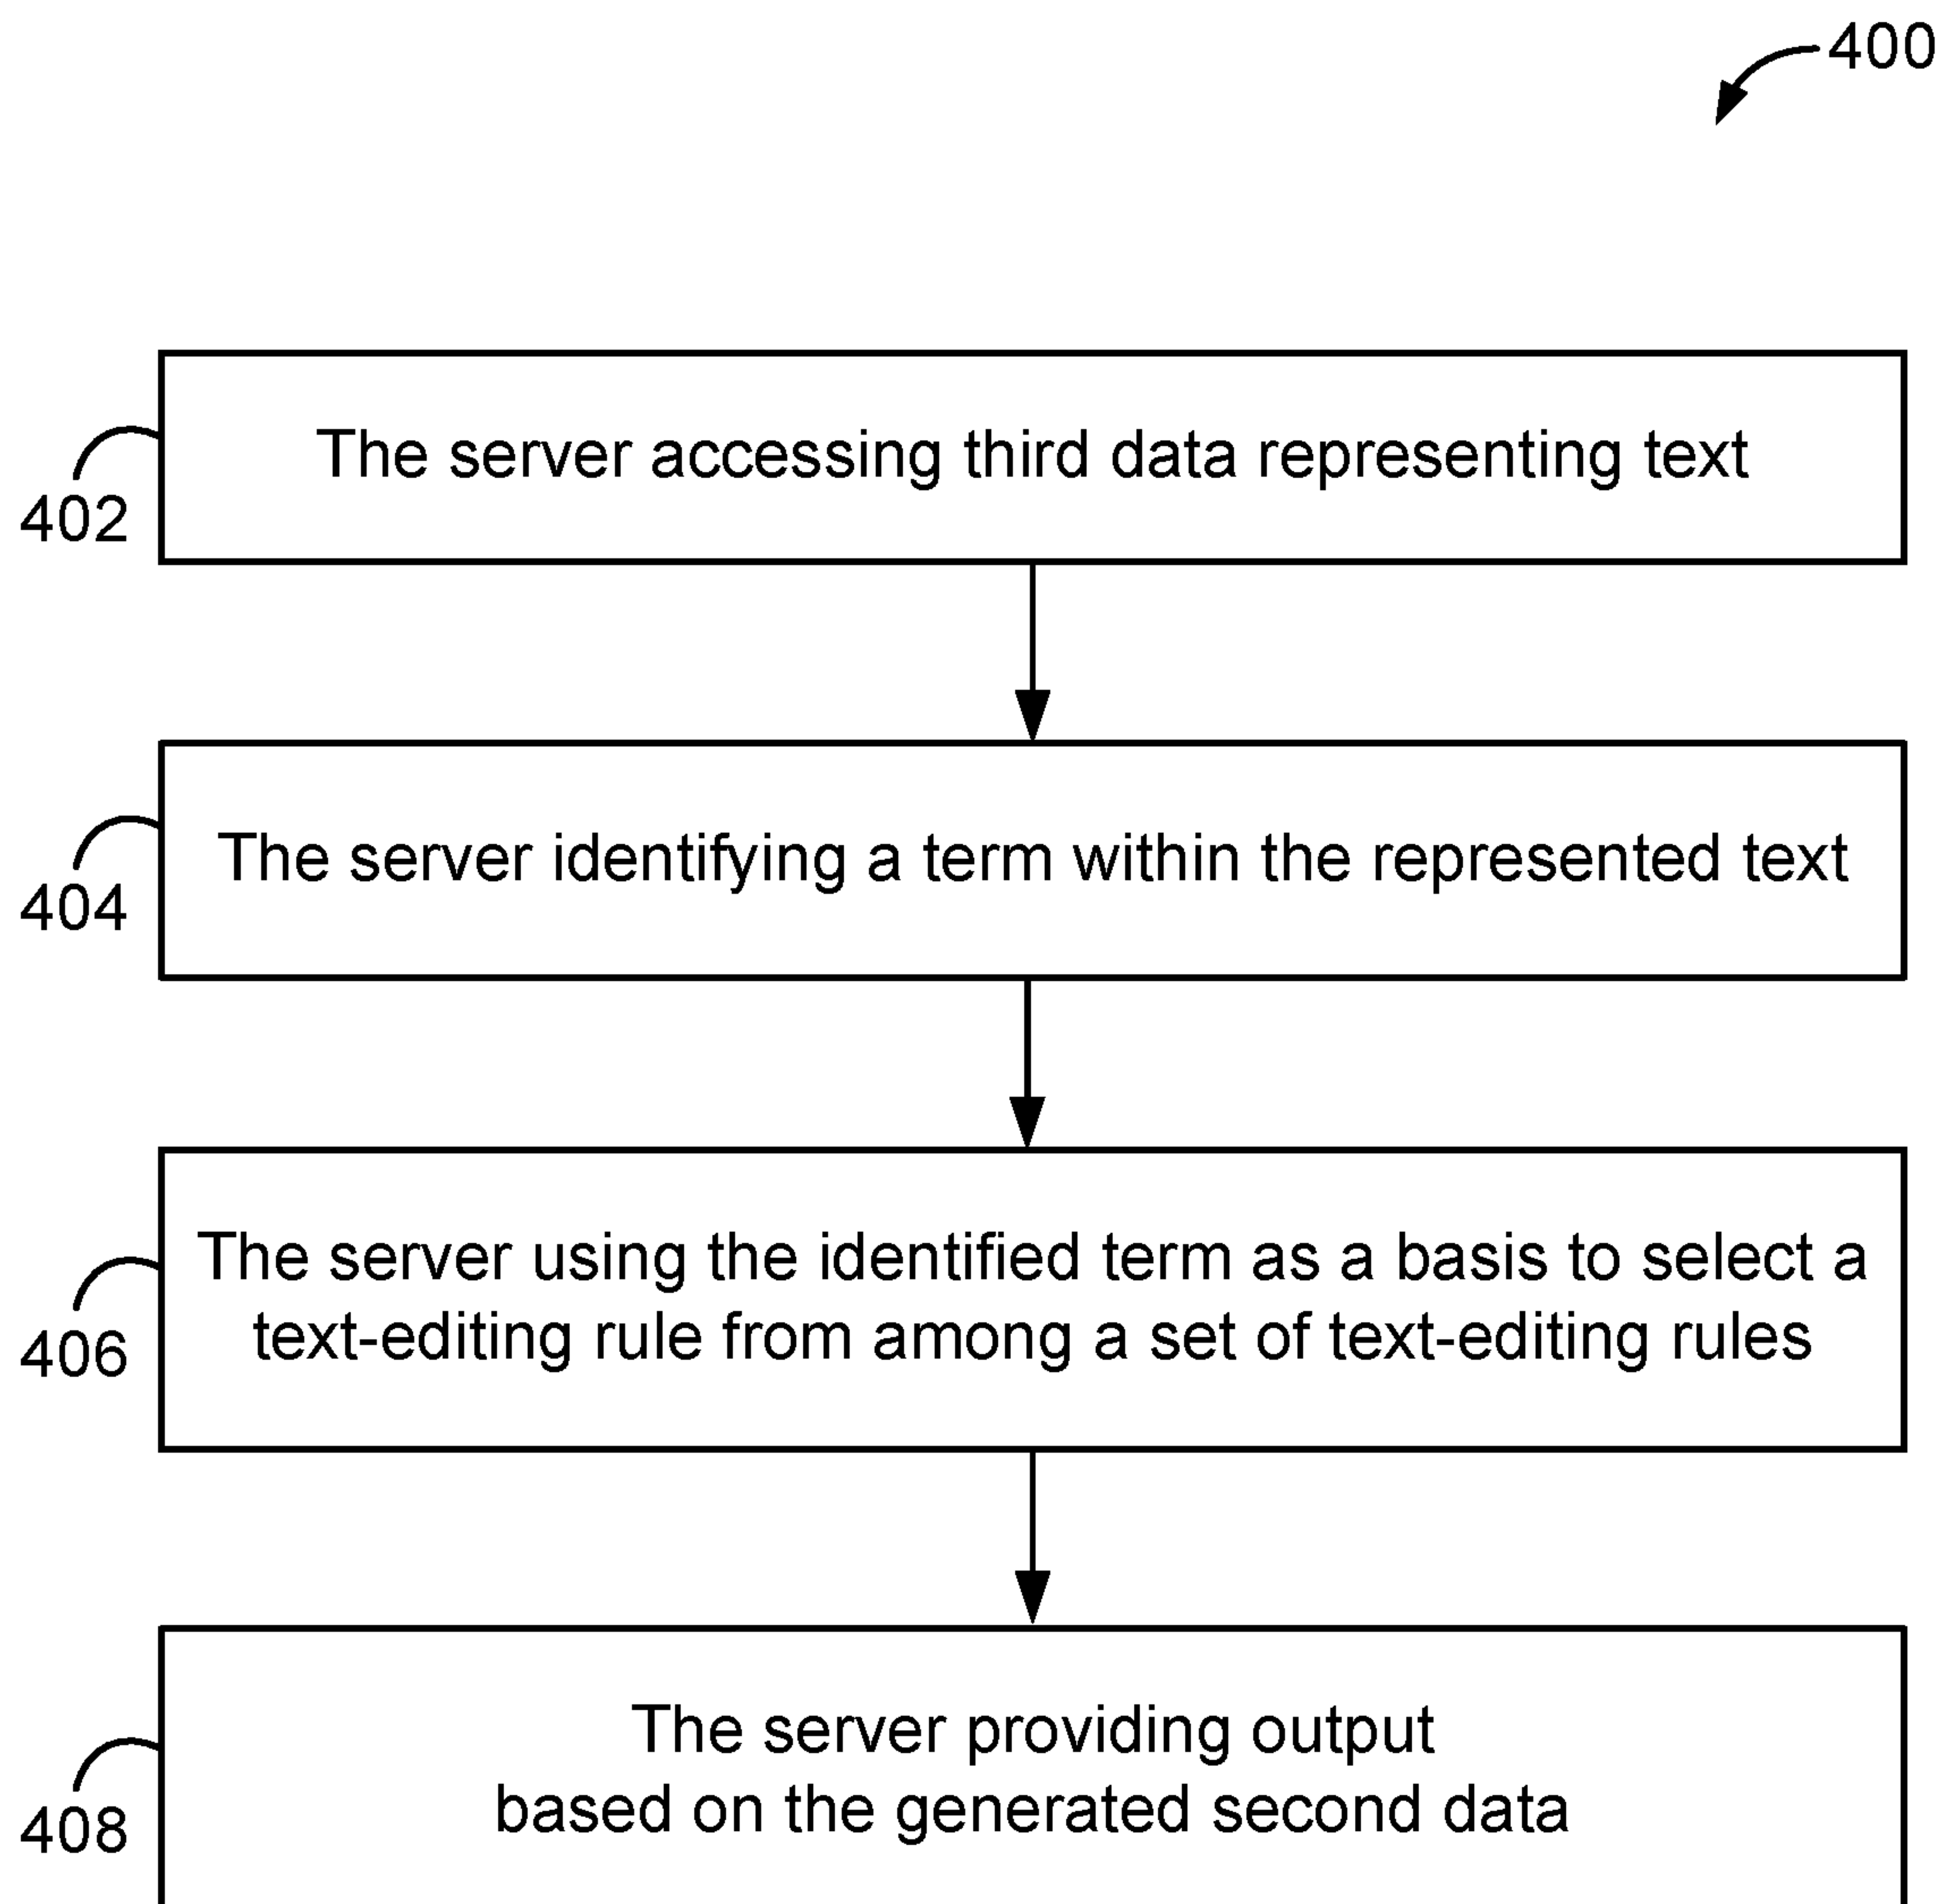 400
The server accessing third data representing text
402
The server identifying a term within the represented text
404
The server using the identified term as a basis to select a
text-editing rule from among a set of text-editing rules
406
The server providing output
based on the generated second data
408